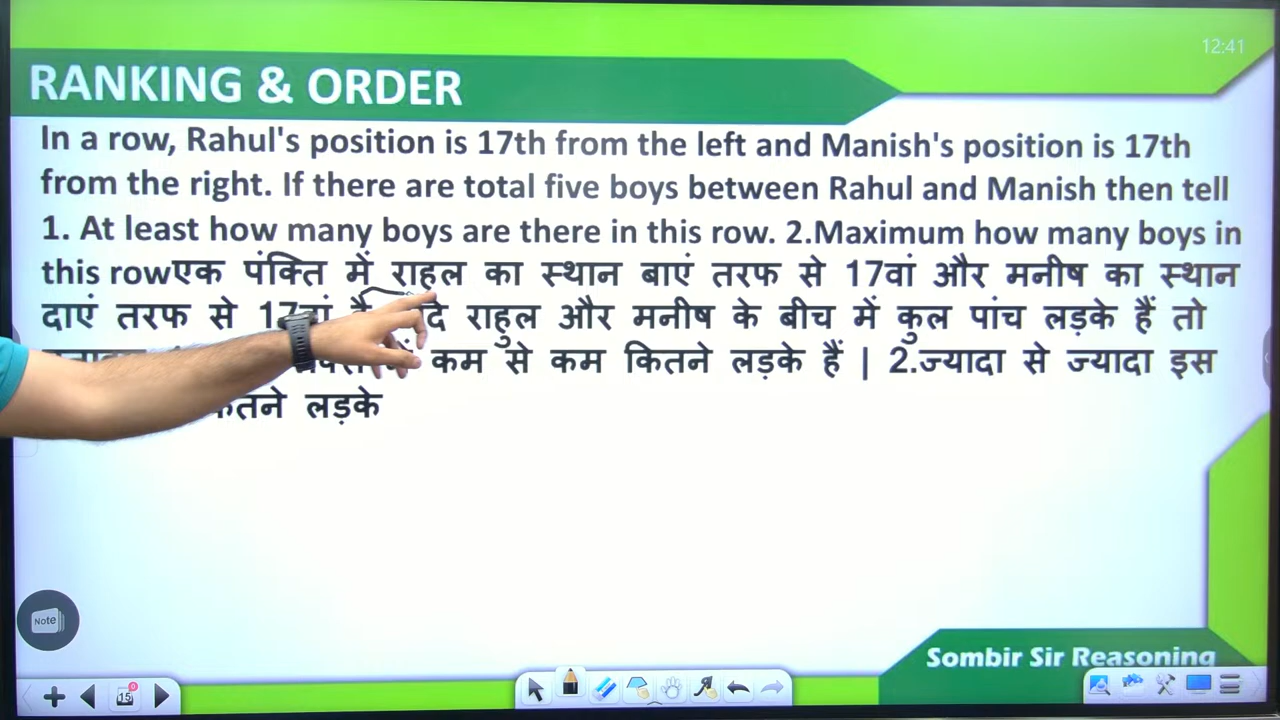 12:41
RANKING & ORDER
In a row, Rahul's position is 17th from the left and Manish's position is 17th
from the right. If there are total five boys between Rahul and Manish then tell
1. At least how many boys are there in this row. 2.Maximum how many boys in
this rowएक पंक्ति में राहुल का स्थान बाएं तरफ से 17वां और मनीष का स्थान
दाएं तरफ से 17वां है राहुल और मनीष के बीच में कुल पांच लड़के हैं तो
कम से कम कितने लड़के हैं | 2.ज्यादा से ज्यादा इस
कितने लड़के
Note
Sombir Sir Reasoning
15